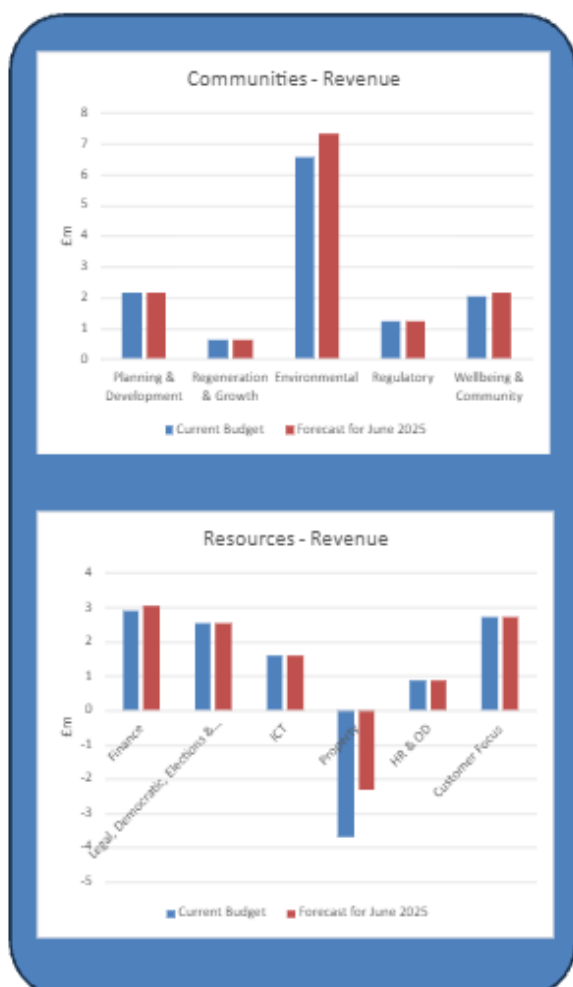 Communities - Revenue
8
7
6
5
4
3
2
1
0
£m
Planning &
Development
Regeneration
& Growth
Environmental
Regulatory
Wellbeing &
Community
Current Budget
Forecast for June 2025
Resources - Revenue
4
3
2
1
0
-1
-2
-3
-4
-5
£m
Finance
Legal, Democratic, Elections &...
ICT
Property
HR & OD
Customer Focus
Current Budget
Forecast for June 2025